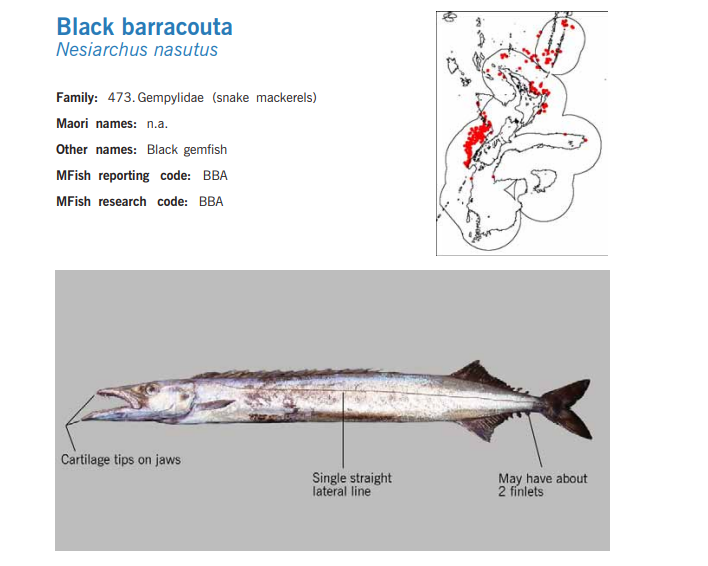 Black barracouta
Nesiarchus nasutus
Family: 473. Gempylidae (snake mackerels)
Maori names: n.a.
Other names: Black gemfish
MFish reporting code: BBA
MFish research code: BBA
Cartilage tips on jaws
Single straight
lateral line
May have about
2 finlets